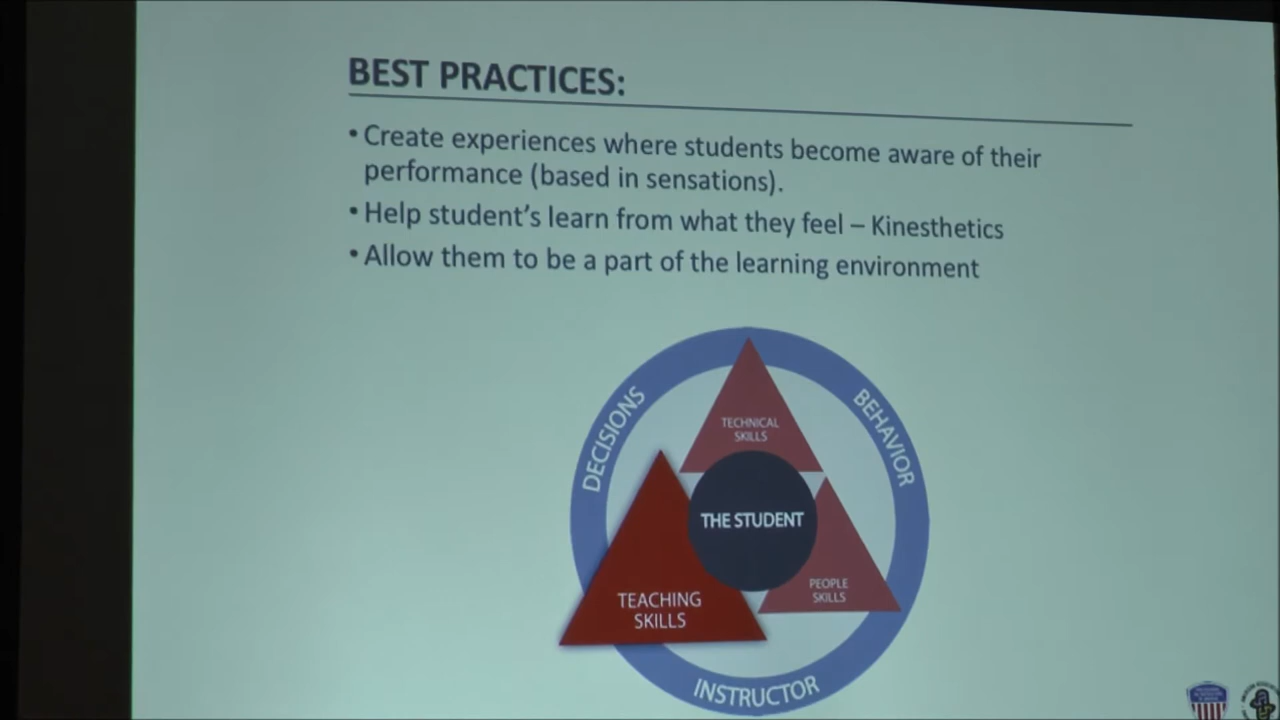 BEST PRACTICES:
• Create experiences where students become aware of their
performance (based in sensations).
• Help student's learn from what they feel – Kinesthetics
• Allow them to be a part of the learning environment
DECISIONS
BEHAVIOR
TECHNICAL
SKILLS
THE STUDENT
TEACHING
SKILLS
PEOPLE
SKILLS
INSTRUCTOR